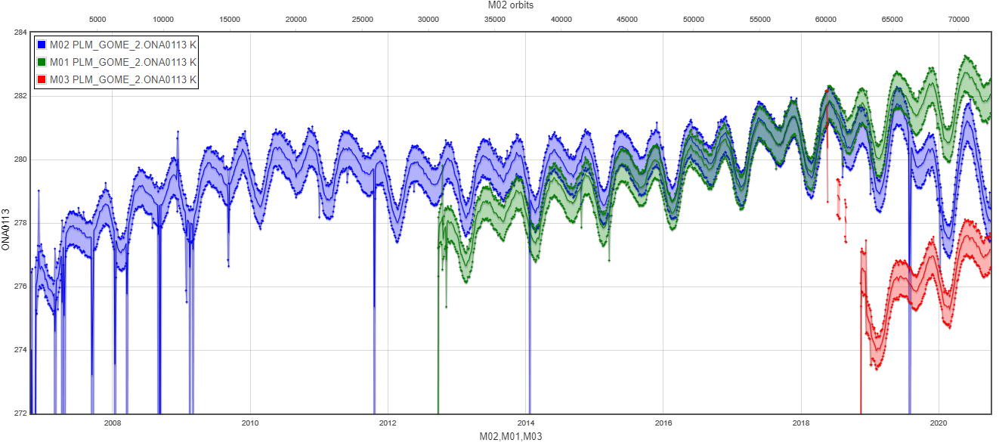 M02 orbits
5000 10000 15000 20000 25000 30000 35000 40000 45000 50000 55000 60000 65000 70000
284
M02 PLM_GOME_2.ONA0113 K
M01 PLM_GOME_2.ONA0113 K
M03 PLM_GOME_2.ONA0113 K
282
280
278
ONA0113
276
274
272
2008 2010 2012 2014 2016 2018 2020
M02,M01,M03